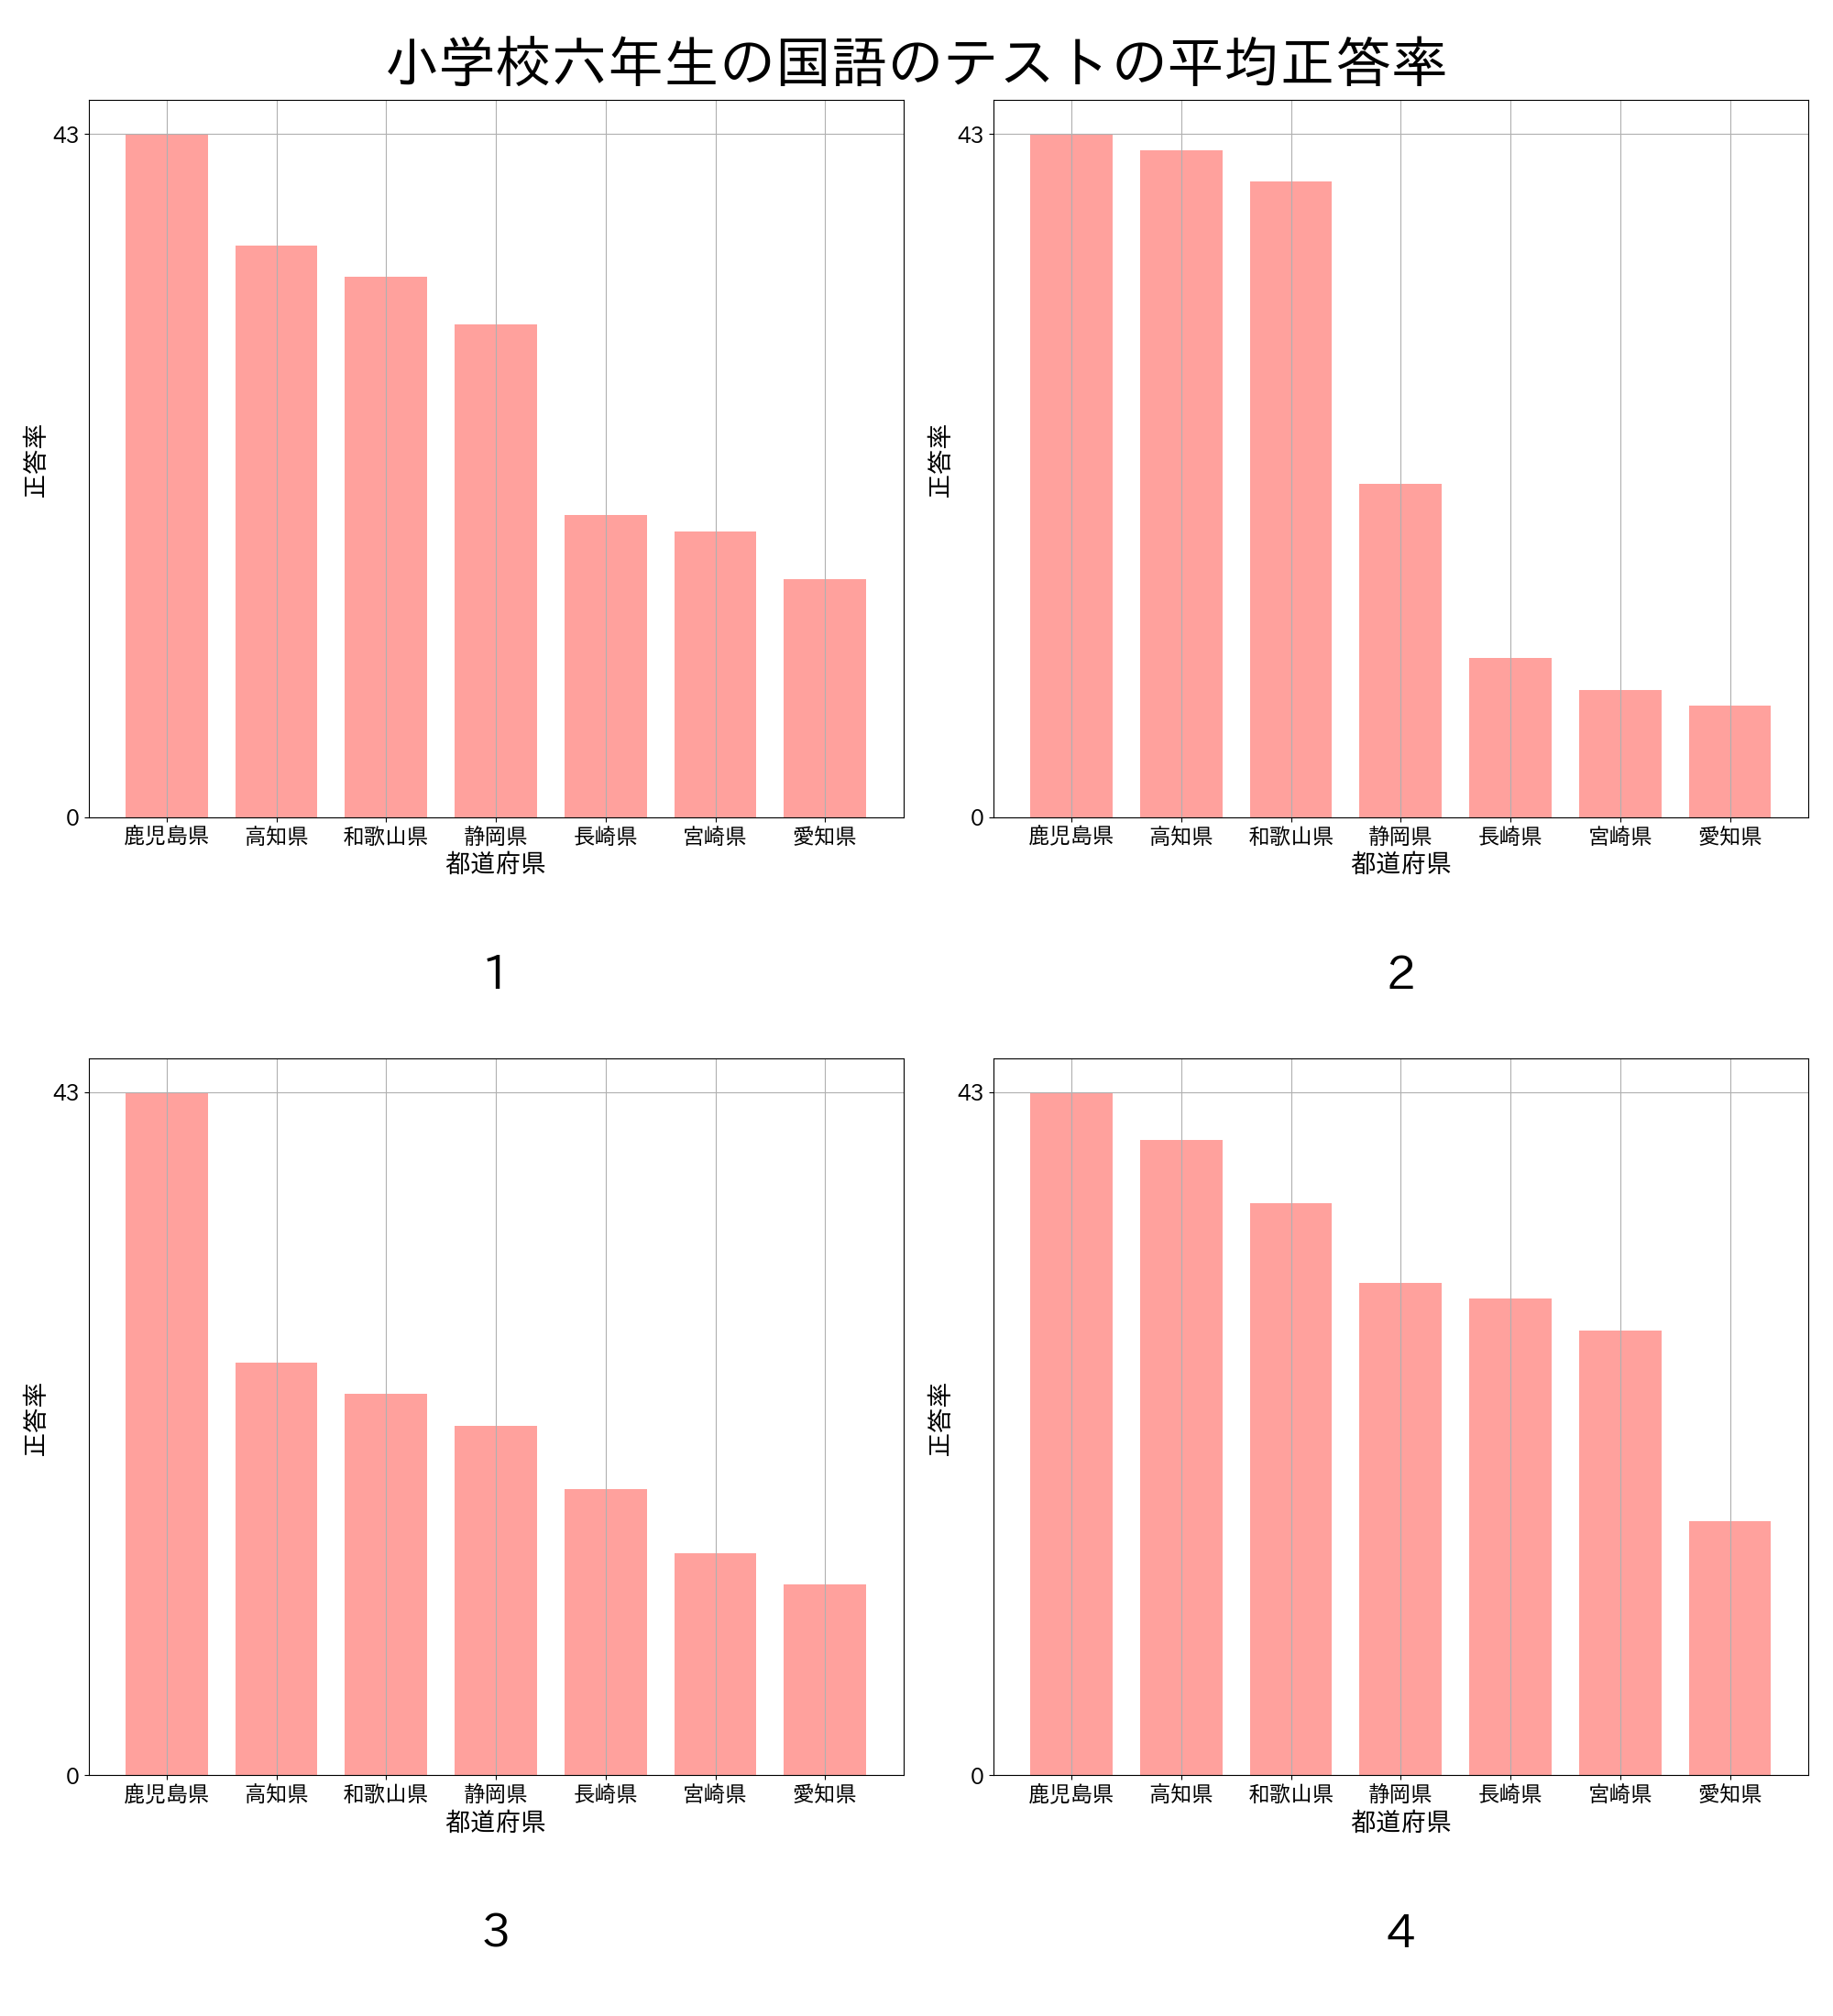 小学校六年生の国語のテストの平均正答率
43
0
正答率
鹿児島県 高知県 和歌山県 静岡県 長崎県 宮崎県 愛知県
都道府県
1
43
0
正答率
鹿児島県 高知県 和歌山県 静岡県 長崎県 宮崎県 愛知県
都道府県
2
43
0
正答率
鹿児島県 高知県 和歌山県 静岡県 長崎県 宮崎県 愛知県
都道府県
3
43
0
正答率
鹿児島県 高知県 和歌山県 静岡県 長崎県 宮崎県 愛知県
都道府県
4